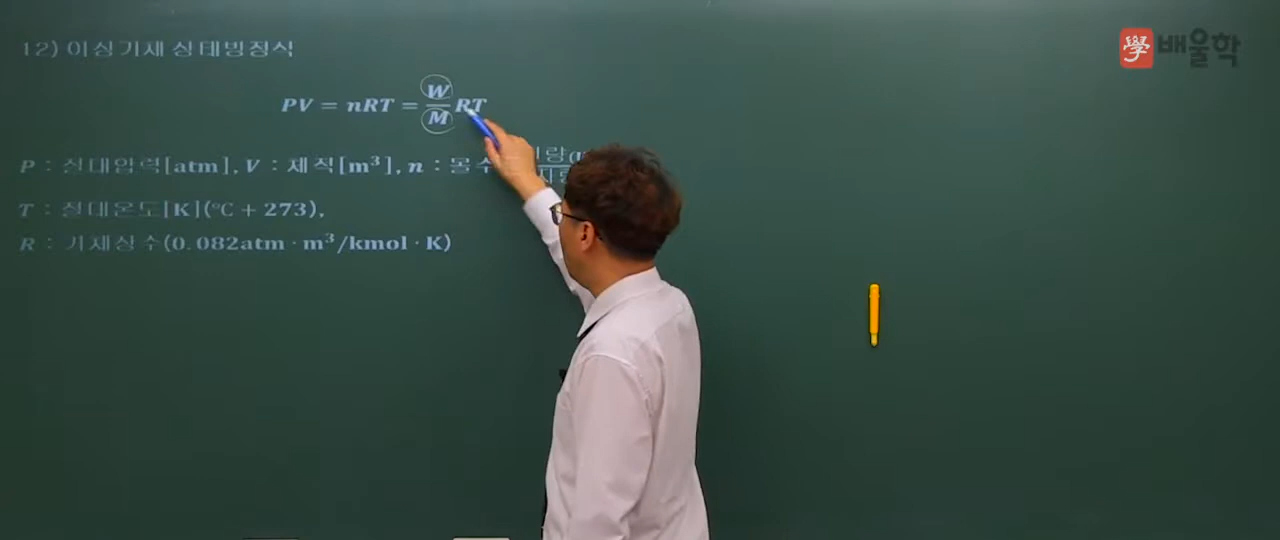 12) 이상기체 상태방정식
學 배울학
PV = nRT = W/M RT
P : 절대압력[atm], V : 체적[m³], n : 몰수
T : 절대온도[K](℃ + 273),
R : 기체상수(0.082atm · m³/kmol · K)